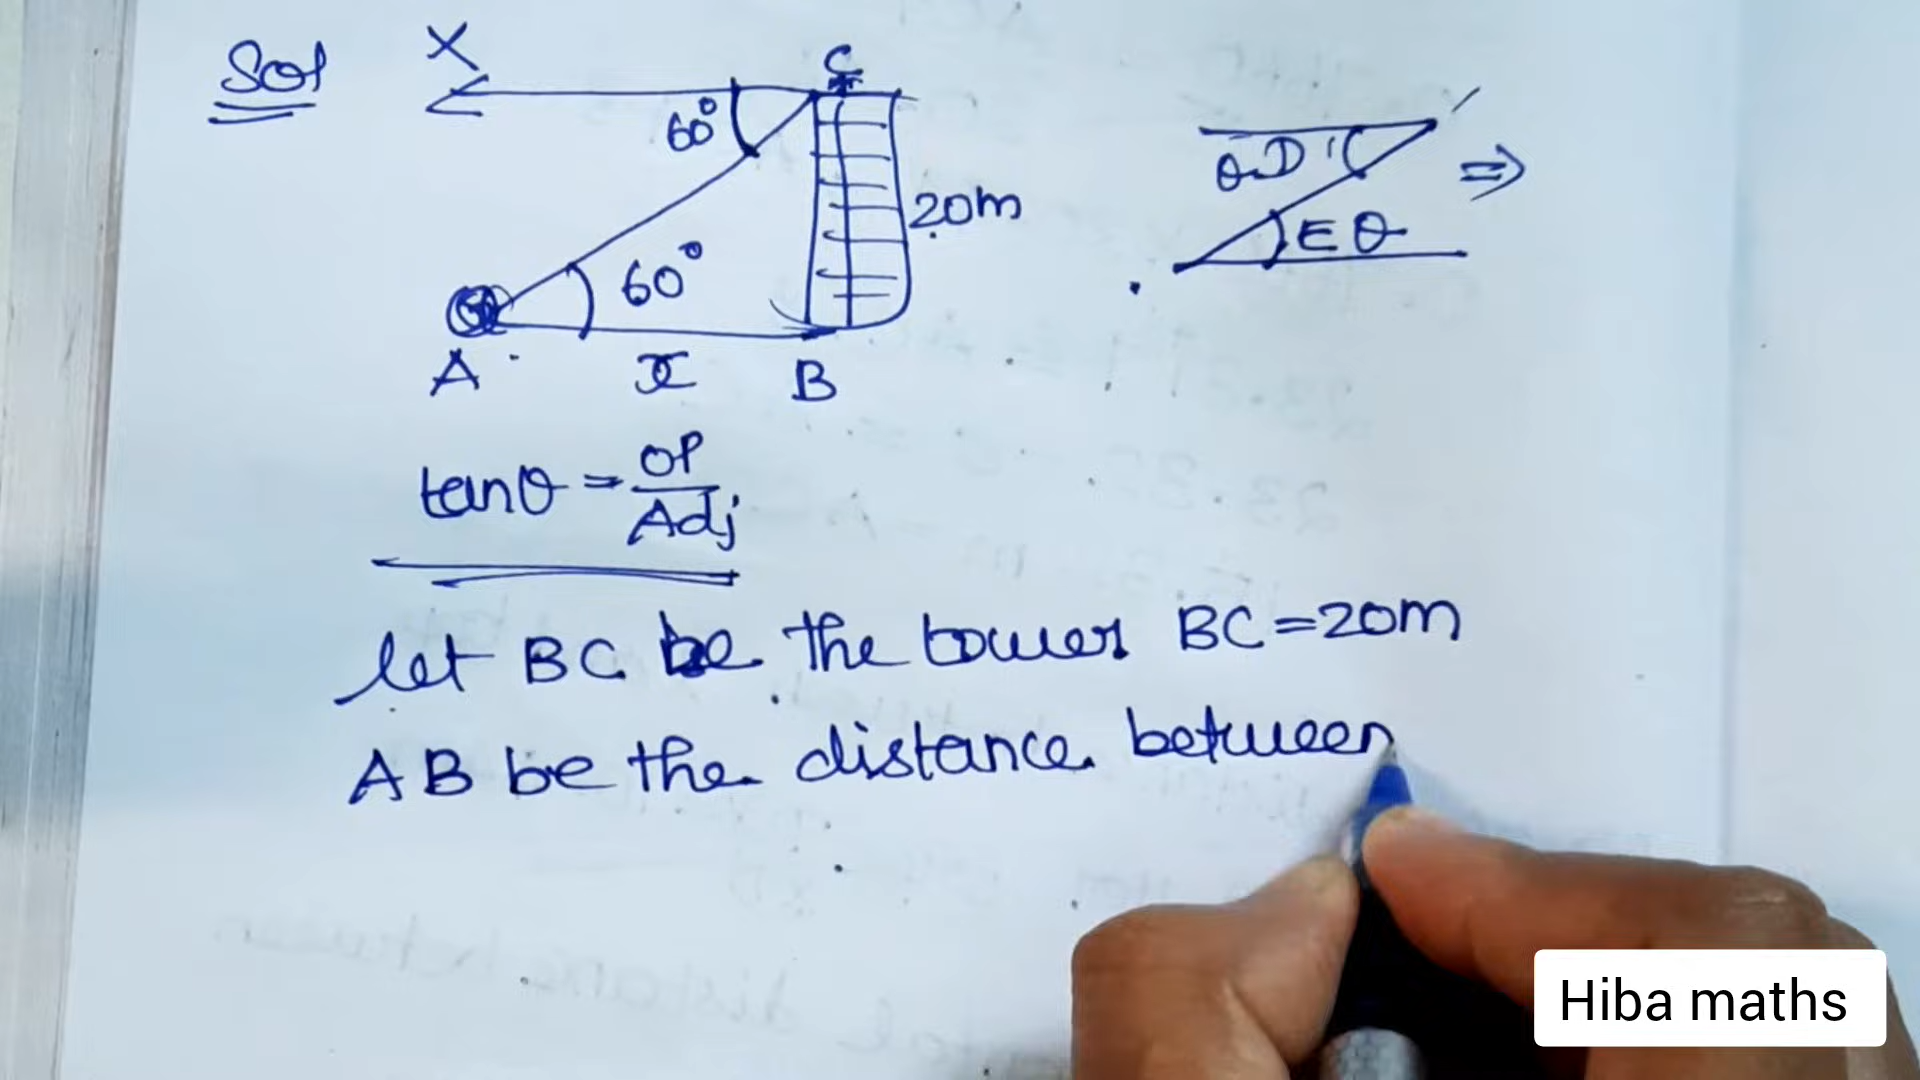 Sol
X
C
60°
20m
θ D
E θ
60°
A x B
tanθ = OP
Adj
let BC be the tower BC=20m
AB be the distance between
Hiba maths